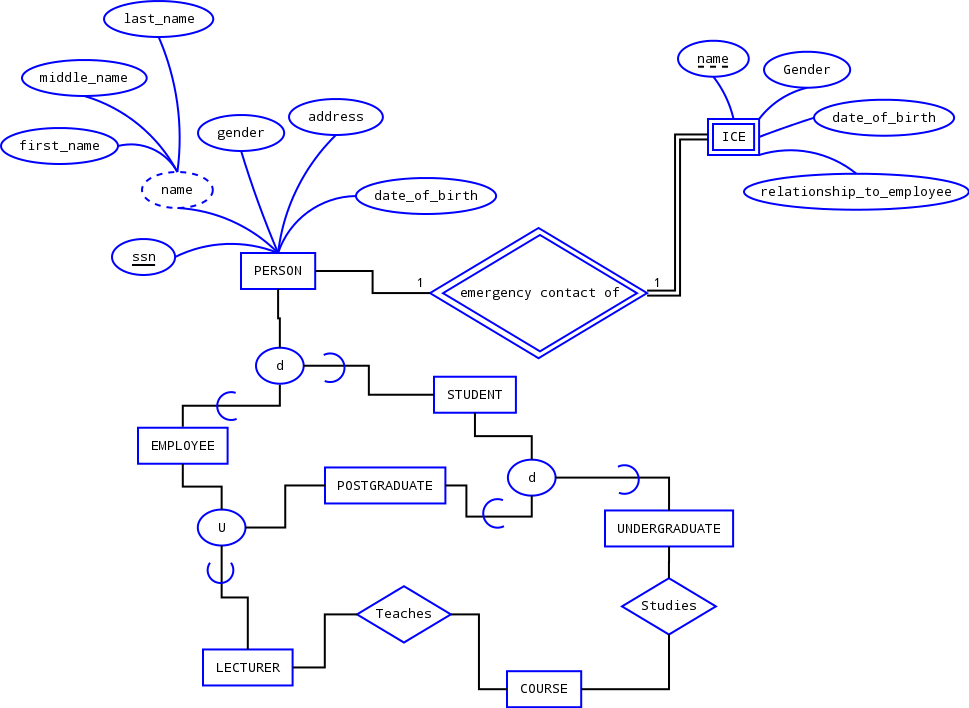 last_name
name
Gender
middle_name
address
date_of_birth
gender
ICE
first_name
name
date_of_birth
relationship_to_employee
ssn
PERSON
1
emergency contact of
1
d
STUDENT
EMPLOYEE
POSTGRADUATE
d
U
UNDERGRADUATE
Teaches
Studies
LECTURER
COURSE